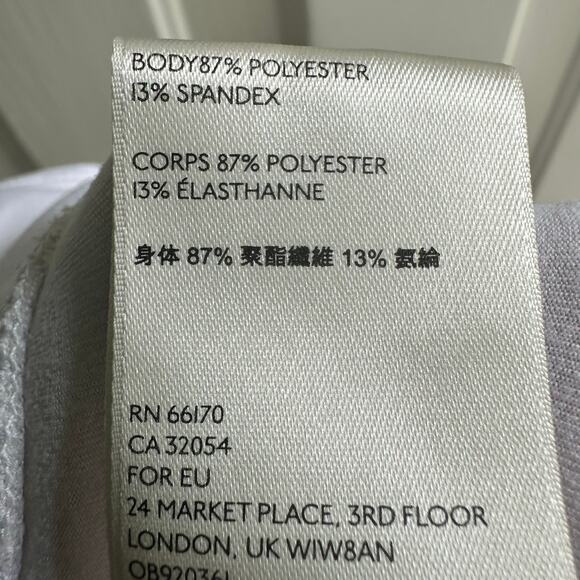 BODY87% POLYESTER
13% SPANDEX
CORPS 87% POLYESTER
13% ÉLASTHANNE
身体 87% 聚酯纖維 13% 氨綸
RN 66170
CA 32054
FOR EU
24 MARKET PLACE, 3RD FLOOR
LONDON, UK W1W8AN